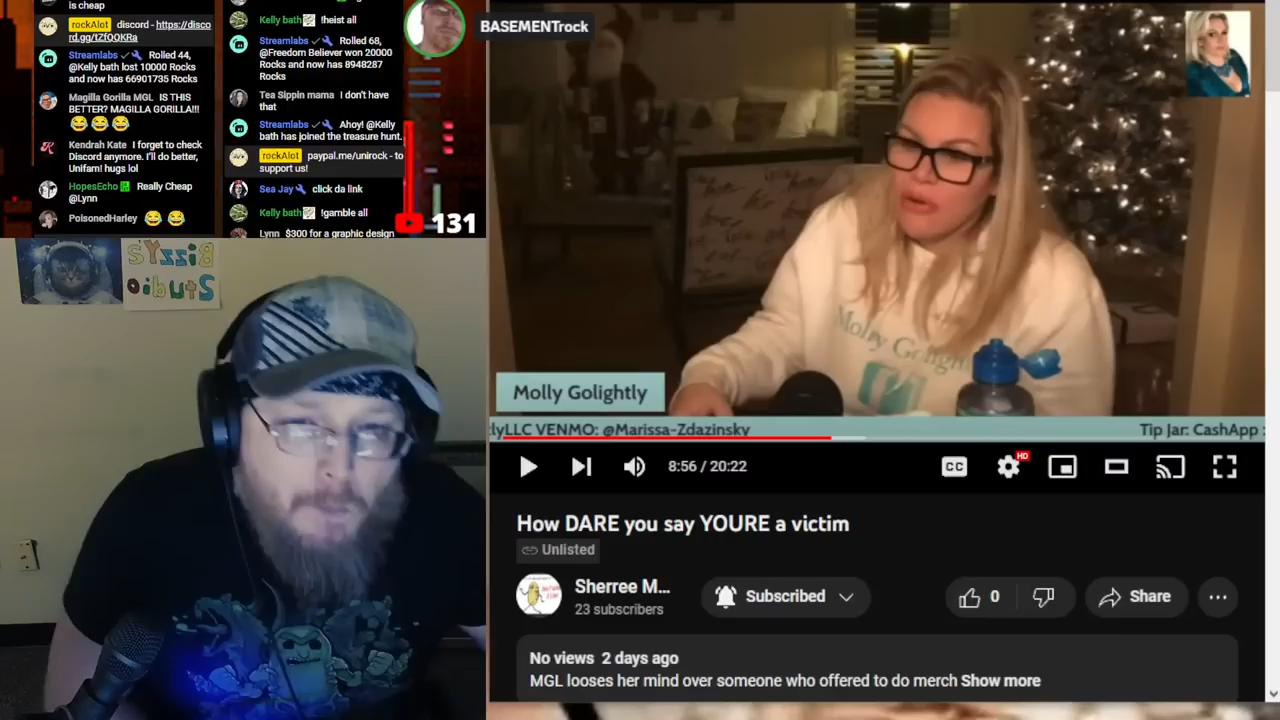 is cheap
rockAlot discord - https://disco
rd.gg/tZfQQKRa
Streamlabs Rolled 44,
@Kelly bath lost 10000 Rocks
and now has 66901735 Rocks
Magilla Gorilla MGL IS THIS
BETTER? MAGILLA GORILLA!!!
😂😂😂
Kendrah Kate I forget to check
Discord anymore. I'll do better,
Unifam! hugs lol
HopesEcho Really Cheap
@Lynn
PoisonedHarley 😂😂
Kelly bath !heist all
Streamlabs Rolled 68,
@Freedom Believer won 20000
Rocks and now has 8948287
Rocks
Tea Sippin mama I don't have
that
Streamlabs Ahoy! @Kelly
bath has joined the treasure hunt.
rockAlot paypal.me/unirock - to
support us!
Sea Jay click da link
Kelly bath !gamble all
Lynn $300 for a graphic design
131
BASEMENTrock
Molly Golightly
Molly Golightly
lyLLC VENMO: @Marissa-Zdazinsky
Tip Jar: CashApp :
8:56 / 20:22
CC
HD
How DARE you say YOURE a victim
Unlisted
Sherree M...
23 subscribers
Subscribed
0
Share
No views 2 days ago
MGL looses her mind over someone who offered to do merch Show more